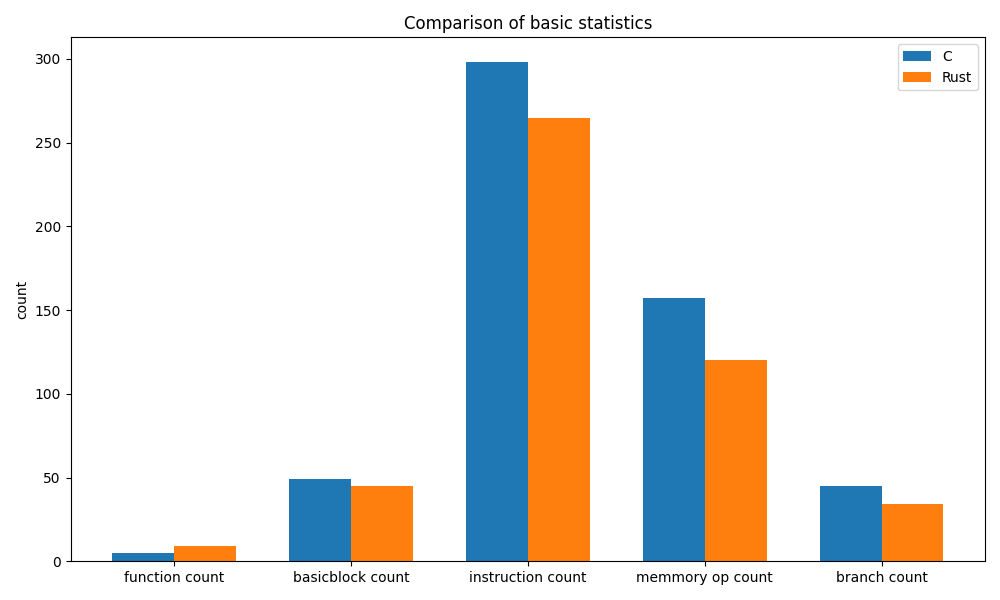 Comparison of basic statistics
C
Rust
count
300
250
200
150
100
50
0
function count
basicblock count
instruction count
memmory op count
branch count